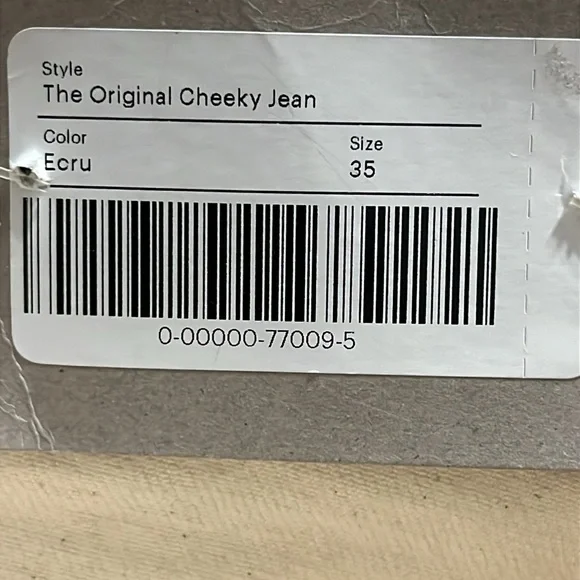 Style
The Original Cheeky Jean
Color
Size
Ecru
35
0-00000-77009-5